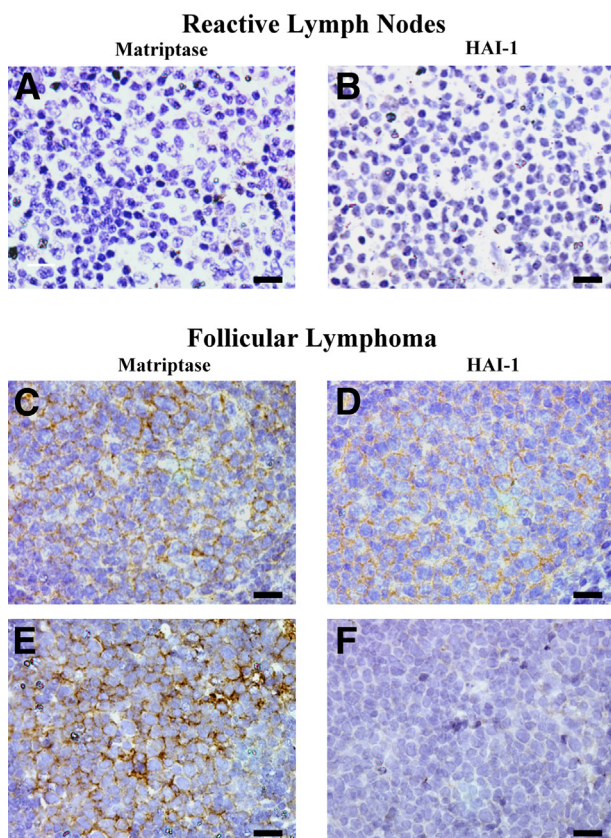 Reactive Lymph Nodes
Matriptase HAI-1
A B
Follicular Lymphoma
Matriptase HAI-1
C D
E F